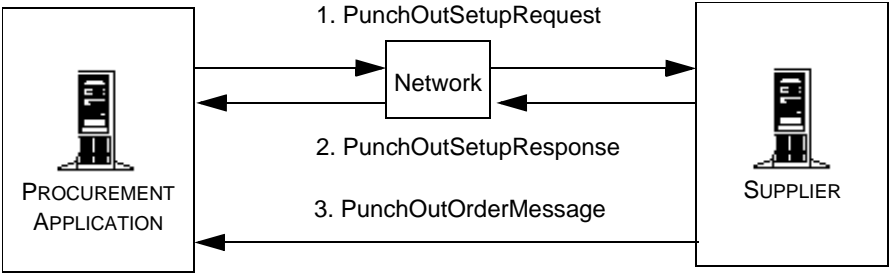 1. PunchOutSetupRequest
Network
2. PunchOutSetupResponse
PROCUREMENT
APPLICATION
SUPPLIER
3. PunchOutOrderMessage